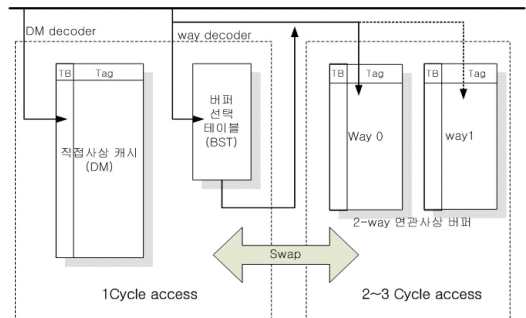 DM decoder
way decoder
TB Tag
직접사상 캐시
(DM)
버퍼
선택
테이블
(BST)
TB Tag
Way 0
TB Tag
way1
2-way 연관사상 버퍼
Swap
1Cycle access
2~3 Cycle access